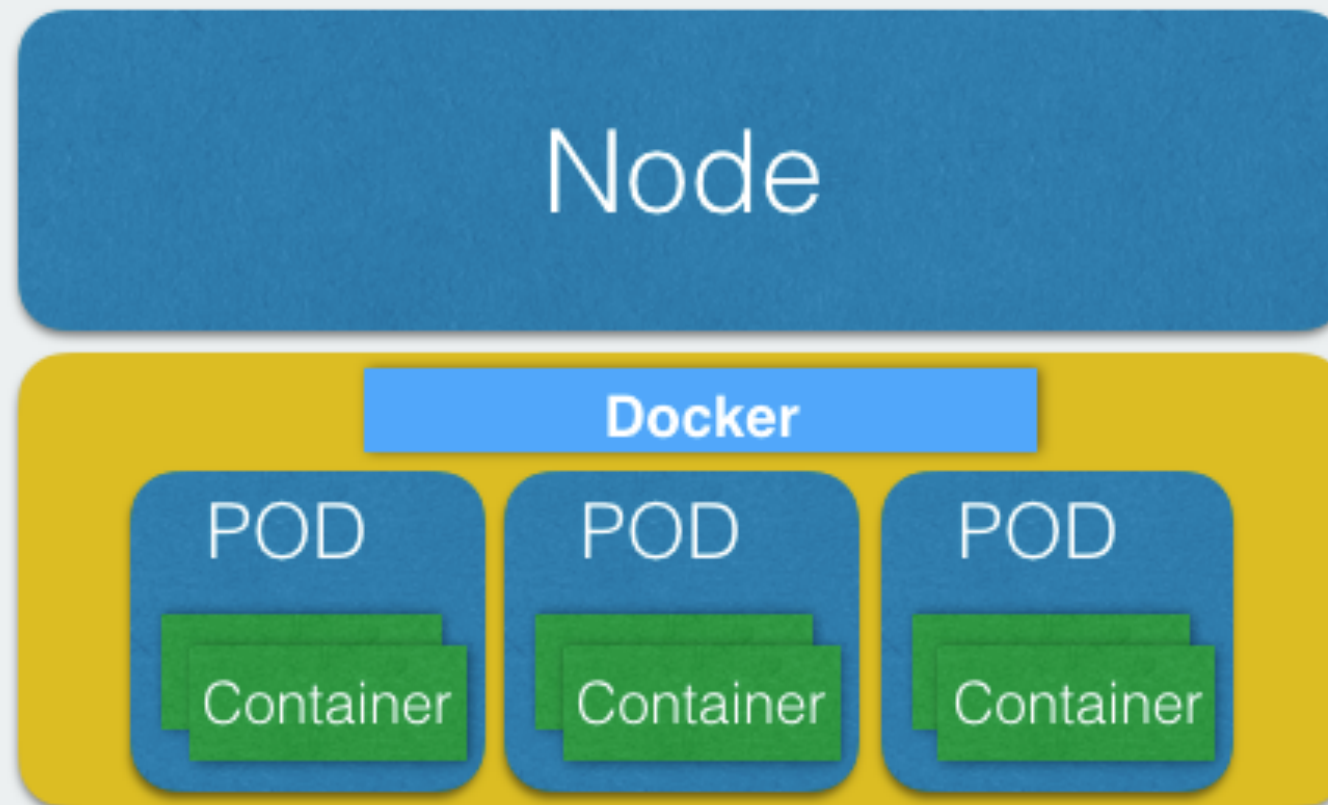 Node
Docker
POD
POD
POD
Container
Container
Container